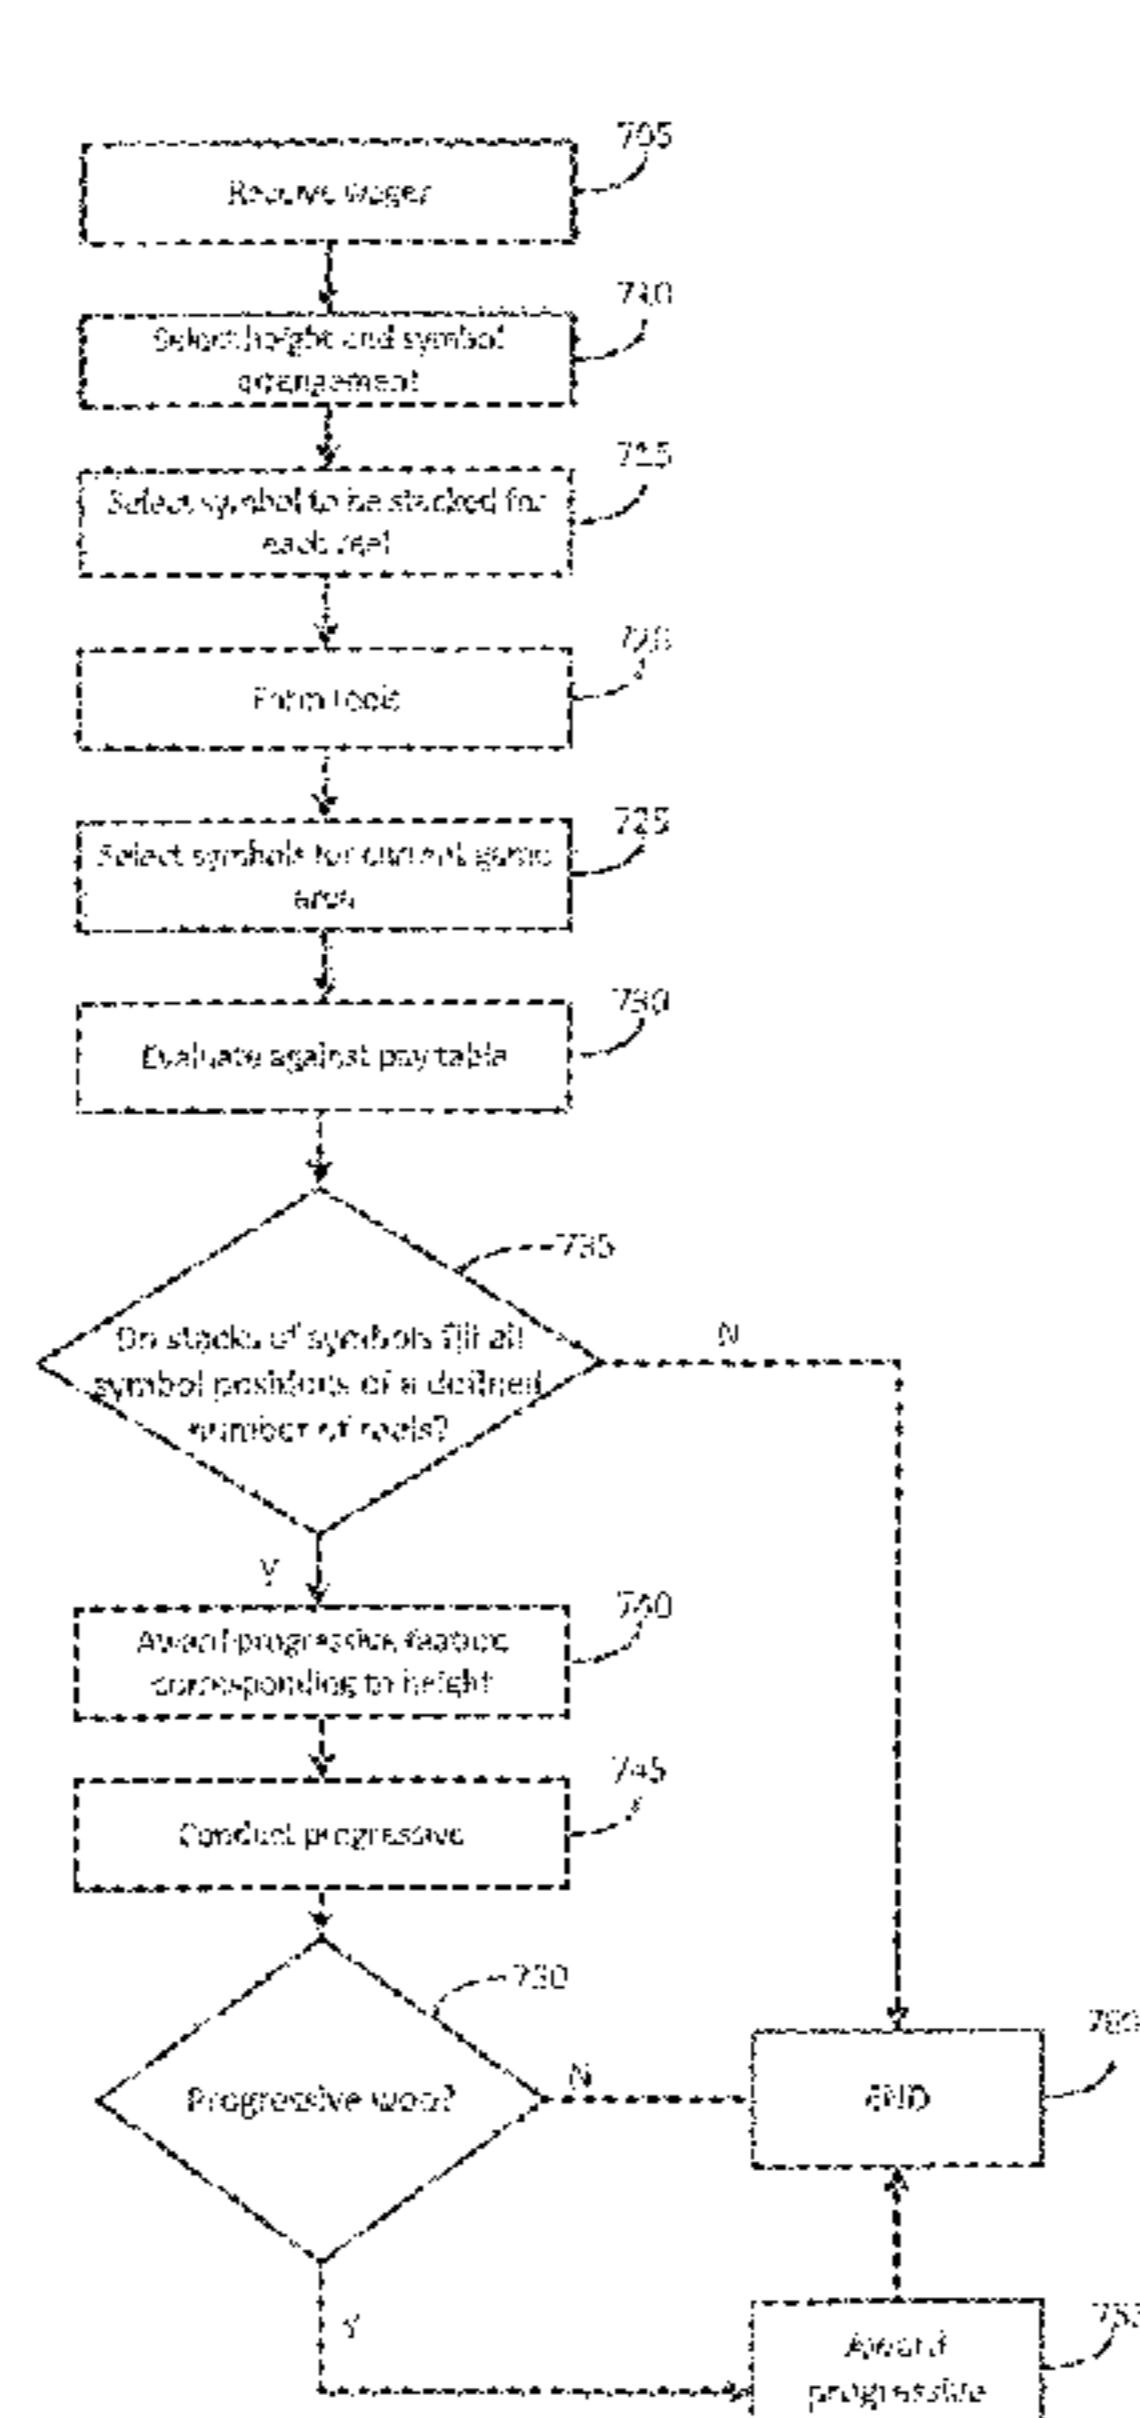 705
Receive wager
710
Select height and symbol
arrangement
715
Select symbol to be stacked for
each reel
720
Form reels
725
Select symbols for current game
area
730
Evaluate against pay table
735
Do stacks of symbols fill all
symbol positions of a defined
number of reels?
N
Y
740
Award progressive feature
corresponding to height
745
Conduct progressive
730
Progressive won?
N
760
END
Y
755
Award
progressive